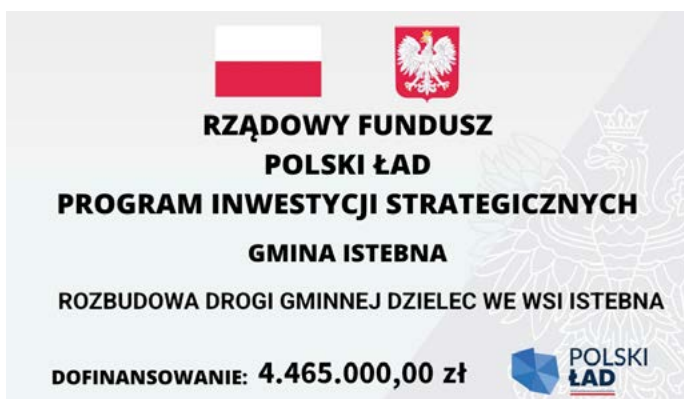 RZĄDOWY FUNDUSZ
POLSKI ŁAD
PROGRAM INWESTYCJI STRATEGICZNYCH
GMINA ISTEBNA
ROZBUDOWA DROGI GMINNEJ DZIELEC WE WSI ISTEBNA
DOFINANSOWANIE: 4.465.000,00 zł
POLSKI
ŁAD